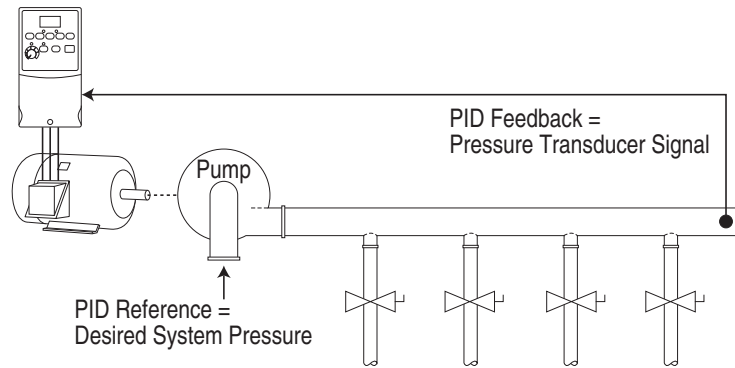 PID Feedback =
Pressure Transducer Signal
Pump
PID Reference =
Desired System Pressure